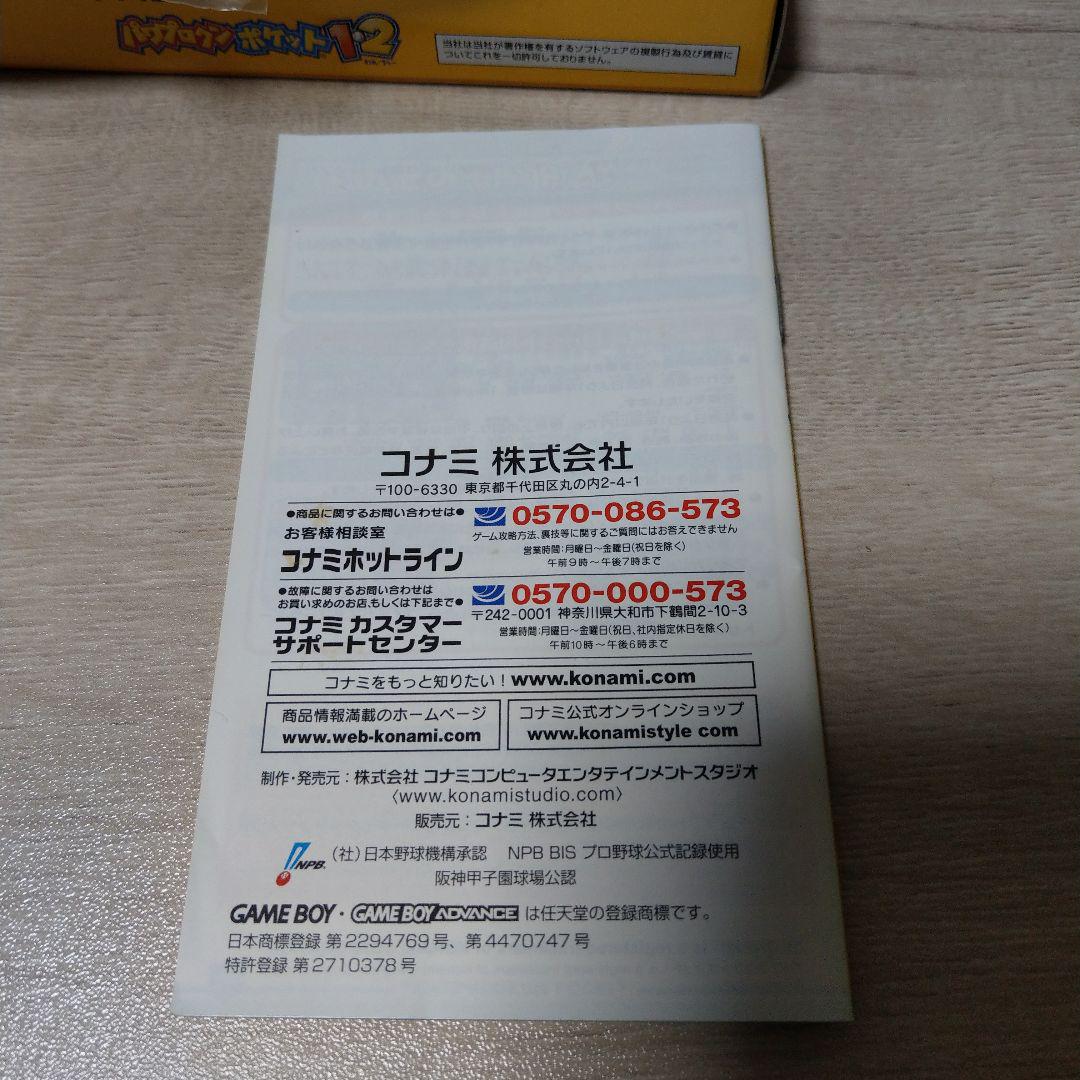 パワプロクンポケット1・2
当社は当社が著作権を有するソフトウェアの複製行為及び賃貸に
ついてこれを一切許可しておりません。
コナミ 株式会社
〒100-6330 東京都千代田区丸の内2-4-1
●商品に関するお問い合わせは●
お客様相談室
コナミホットライン
0570-086-573
ゲーム攻略方法、裏技等に関するご質問にはお答えできません
営業時間:月曜日〜金曜日(祝日を除く)
午前9時〜午後7時まで
●故障に関するお問い合わせは
お買い求めのお店、もしくは下記まで●
コナミ カスタマー
サポートセンター
0570-000-573
〒242-0001 神奈川県大和市下鶴間2-10-3
営業時間:月曜日〜金曜日(祝日、社内指定休日を除く)
午前10時〜午後6時まで
コナミをもっと知りたい！www.konami.com
商品情報満載のホームページ
www.web-konami.com
コナミ公式オンラインショップ
www.konamistyle com
制作・発売元：株式会社 コナミコンピュータエンタテインメントスタジオ
〈www.konamistudio.com〉
販売元：コナミ 株式会社
NPB.
(社)日本野球機構承認 NPB BIS プロ野球公式記録使用
阪神甲子園球場公認
GAME BOY・GAME BOY ADVANCE は任天堂の登録商標です。
日本商標登録 第2294769号、第4470747号
特許登録 第2710378号